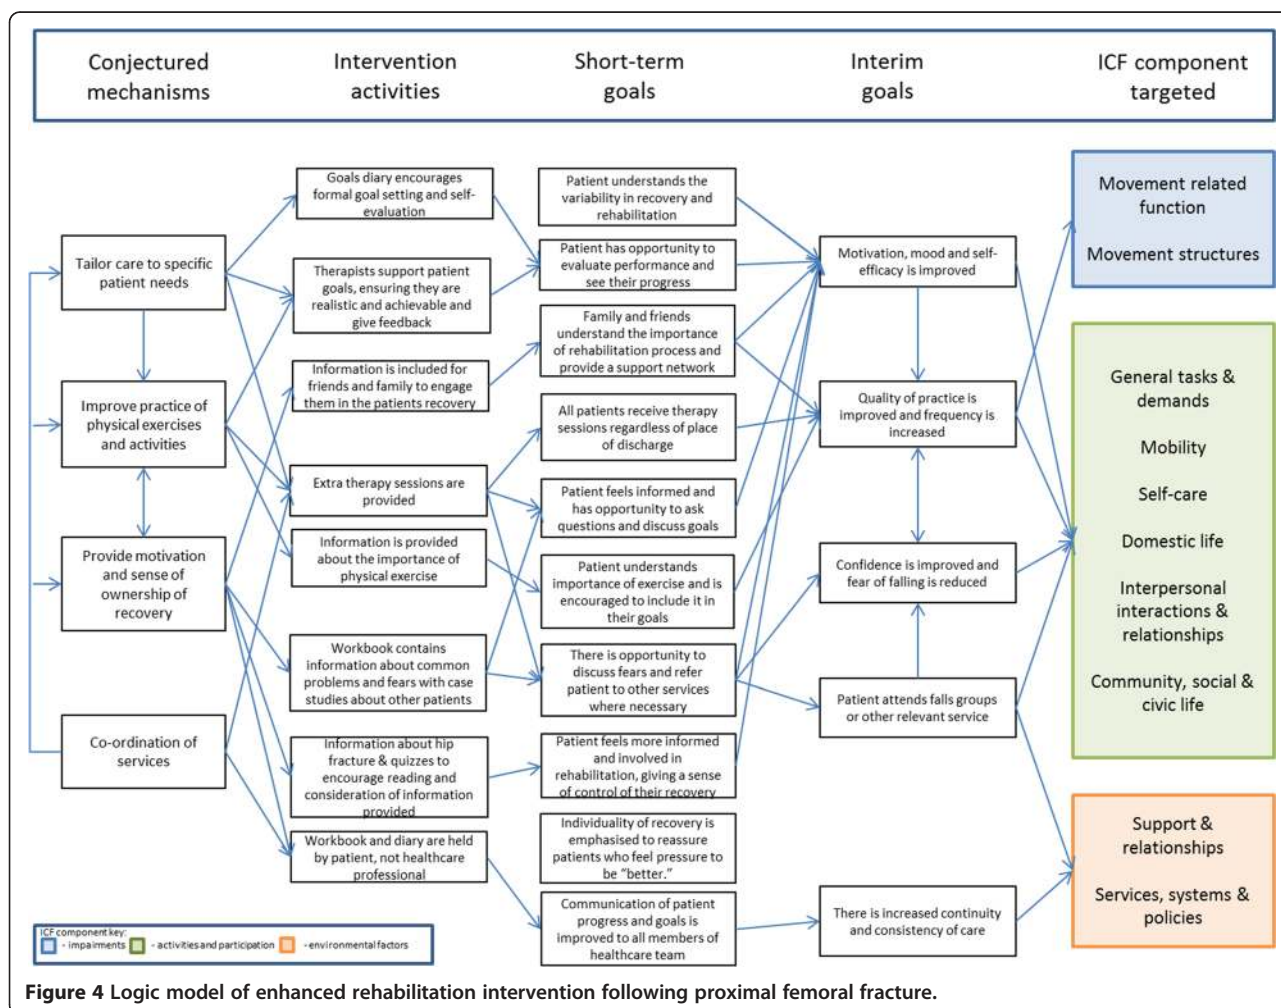 Conjectured
mechanisms
Intervention
activities
Short-term
goals
Interim
goals
ICF component
targeted
Tailor care to specific
patient needs
Improve practice of
physical exercises
and activities
Provide motivation
and sense of
ownership of
recovery
Co-ordination of
services
Goals diary encourages
formal goal setting and self-
evaluation
Therapists support patient
goals, ensuring they are
realistic and achievable and
give feedback
Information is included for
friends and family to engage
them in the patients recovery
Extra therapy sessions are
provided
Information is provided
about the importance of
physical exercise
Workbook contains
information about common
problems and fears with case
studies about other patients
Information about hip
fracture & quizzes to
encourage reading and
consideration of information
provided
Workbook and diary are held
by patient, not healthcare
professional
Patient understands the
variability in recovery and
rehabilitation
Patient has opportunity to
evaluate performance and
see their progress
Family and friends
understand the importance
of rehabilitation process and
provide a support network
All patients receive therapy
sessions regardless of place
of discharge
Patient feels informed and
has opportunity to ask
questions and discuss goals
Patient understands
importance of exercise and is
encouraged to include it in
their goals
There is opportunity to
discuss fears and refer
patient to other services
where necessary
Patient feels more informed
and involved in
rehabilitation, giving a sense
of control of their recovery
Individuality of recovery is
emphasised to reassure
patients who feel pressure to
be “better.”
Communication of patient
progress and goals is
improved to all members of
healthcare team
Motivation, mood and self-
efficacy is improved
Quality of practice is
improved and frequency is
increased
Confidence is improved and
fear of falling is reduced
Patient attends falls groups
or other relevant service
There is increased continuity
and consistency of care
Movement related
function
Movement structures
General tasks &
demands
Mobility
Self-care
Domestic life
Interpersonal
interactions &
relationships
Community, social &
civic life
Support &
relationships
Services, systems &
policies
ICF component key:
- impairments - activities and participation - environmental factors
Figure 4 Logic model of enhanced rehabilitation intervention following proximal femoral fracture.